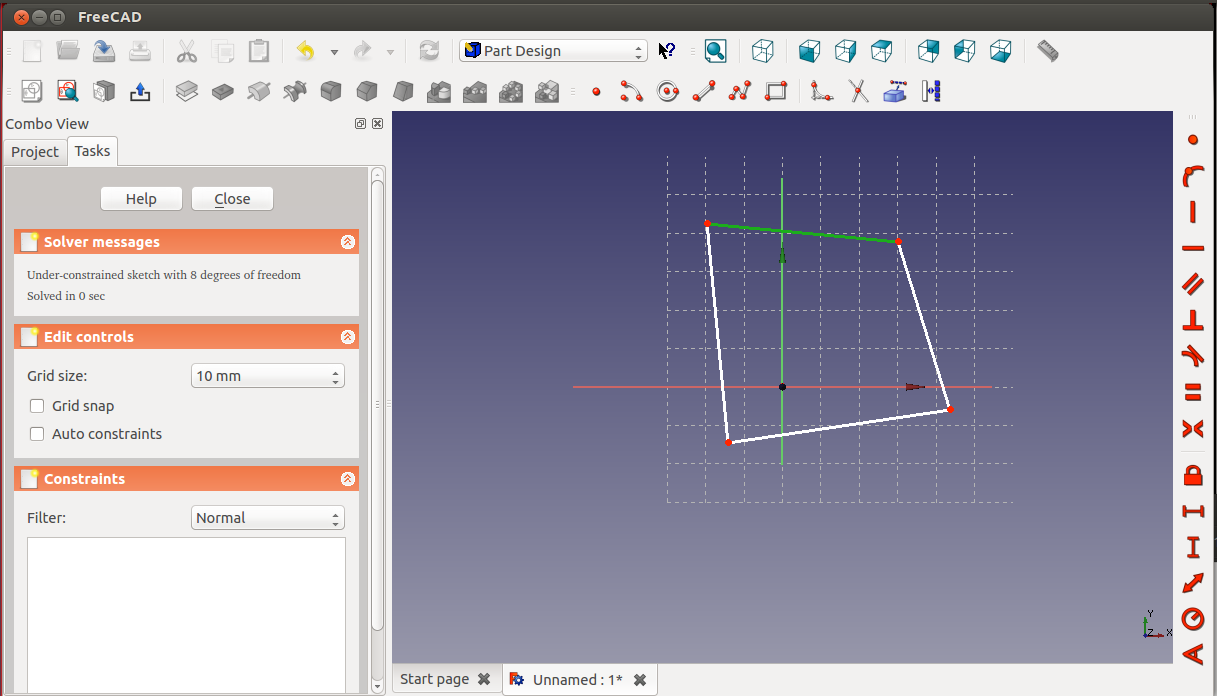 FreeCAD
Part Design
Combo View
Project
Tasks
Help
Close
Solver messages
Under-constrained sketch with 8 degrees of freedom
Solved in 0 sec
Edit controls
Grid size:
10 mm
Grid snap
Auto constraints
Constraints
Filter:
Normal
Y
Z
X
Start page
Unnamed : 1*